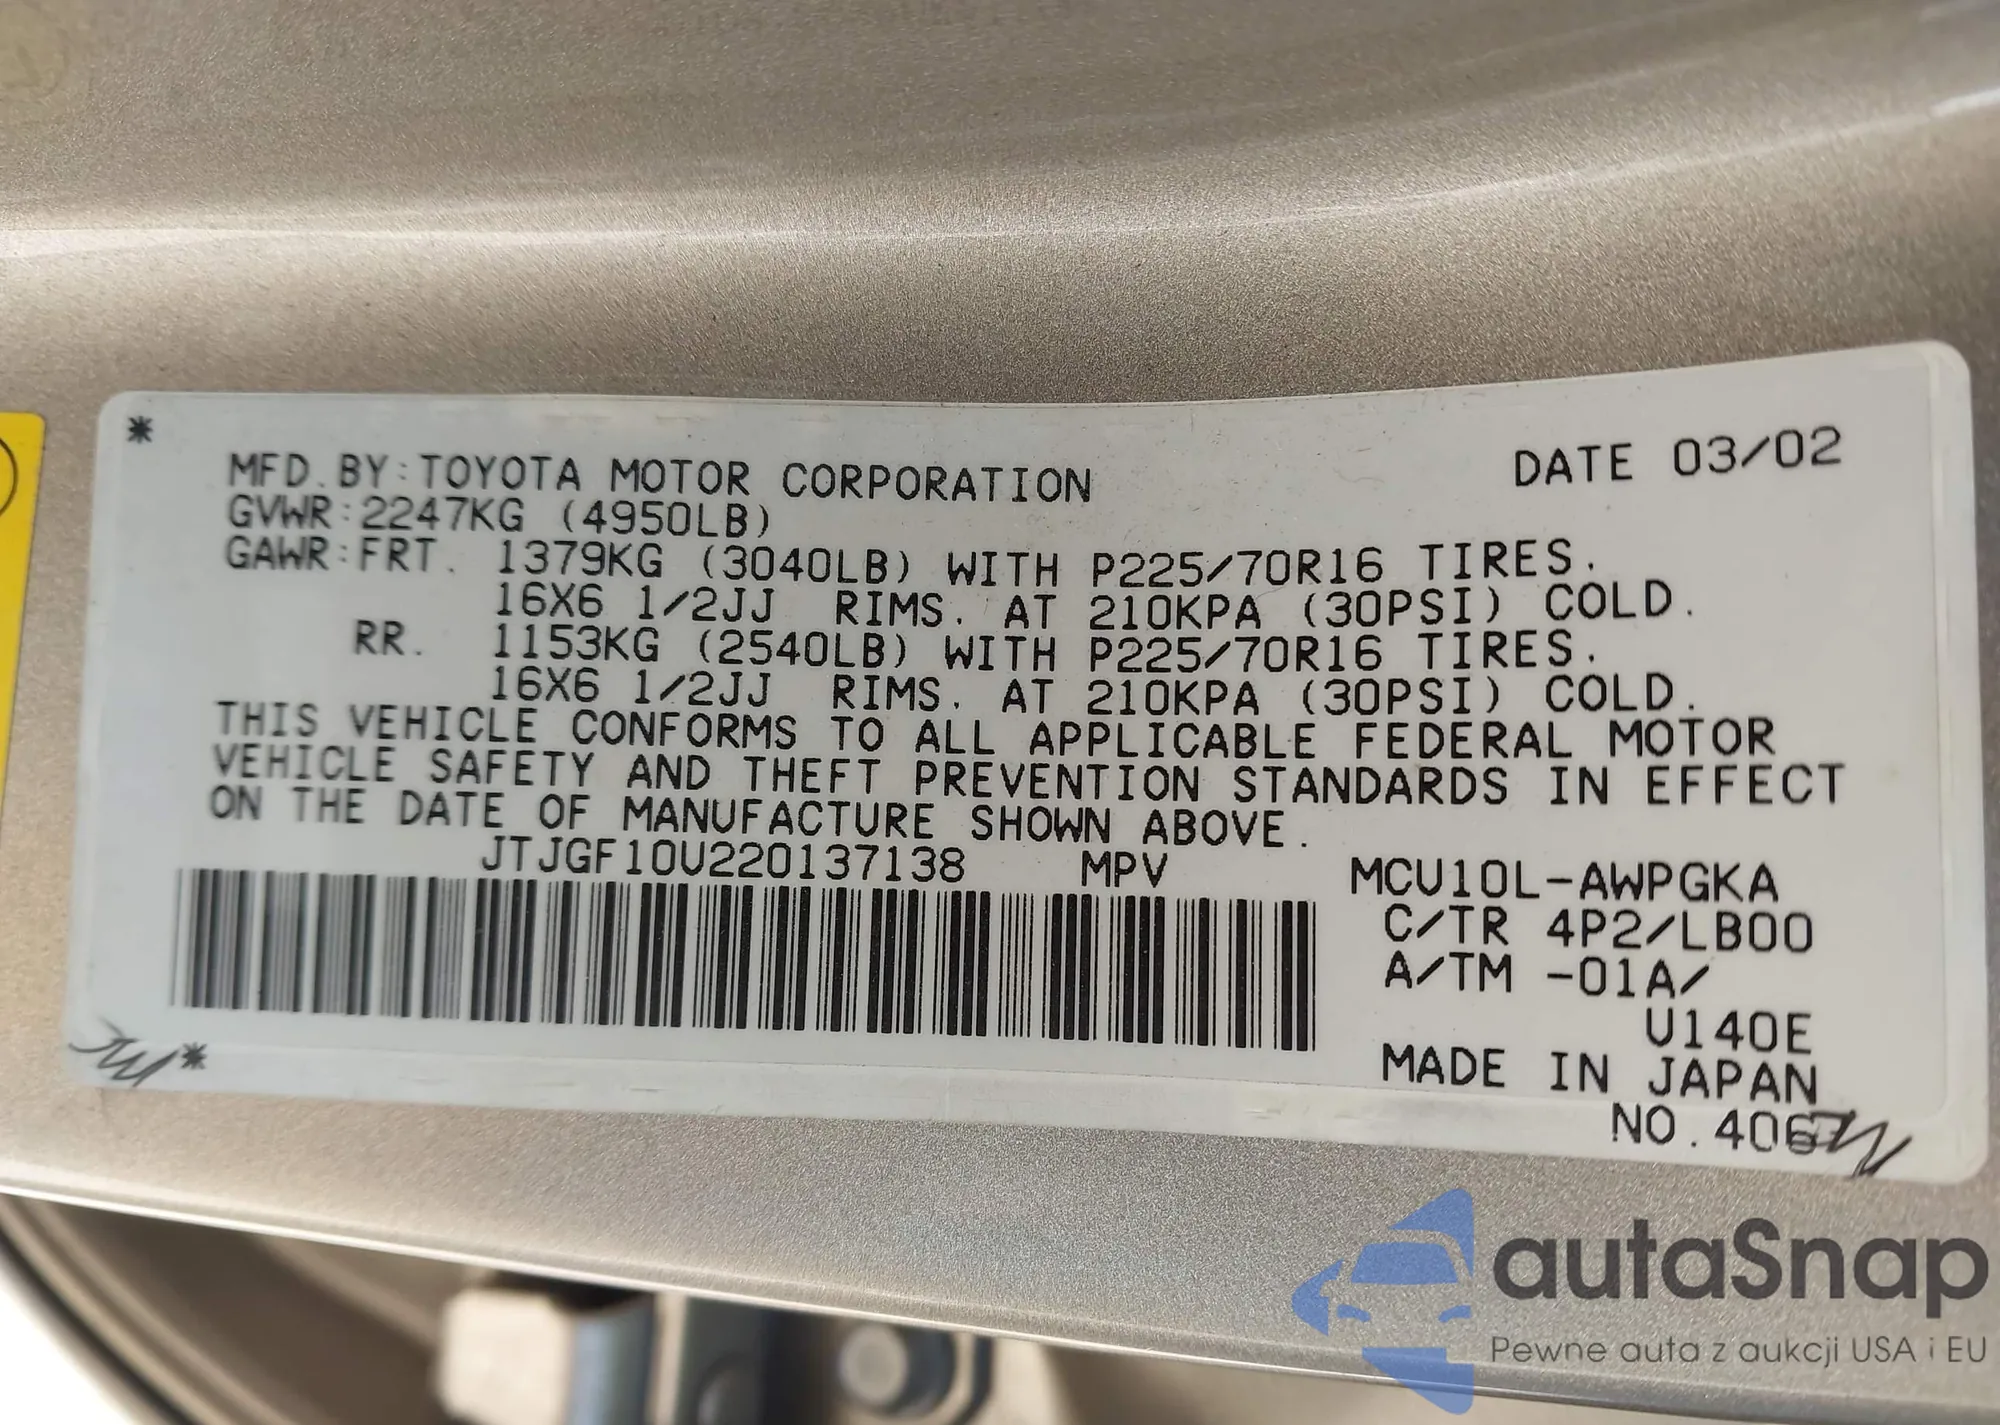 *
MFD. BY: TOYOTA MOTOR CORPORATION DATE 03/02
GVWR: 2247KG (4950LB)
GAWR: FRT. 1379KG (3040LB) WITH P225/70R16 TIRES.
16X6 1/2JJ RIMS. AT 210KPA (30PSI) COLD.
RR. 1153KG (2540LB) WITH P225/70R16 TIRES.
16X6 1/2JJ RIMS. AT 210KPA (30PSI) COLD.
THIS VEHICLE CONFORMS TO ALL APPLICABLE FEDERAL MOTOR
VEHICLE SAFETY AND THEFT PREVENTION STANDARDS IN EFFECT
ON THE DATE OF MANUFACTURE SHOWN ABOVE.
JTJGF10U220137138 MPV MCU10L-AWPGKA
C/TR 4P2/LB00
A/TM -01A/
U140E
*
MADE IN JAPAN
NO.
autaSnap
Pewne auta z aukcji USA i EU